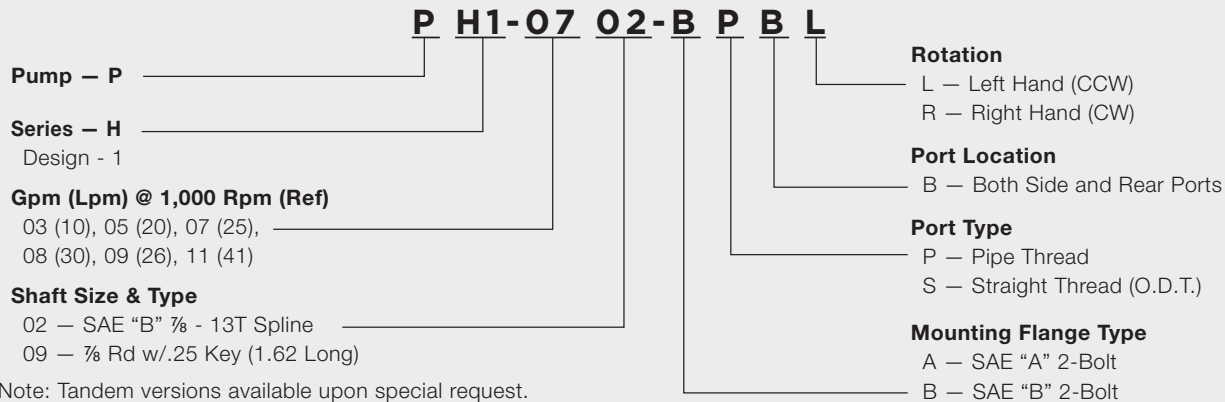 P H1-07 02-B P B L
Pump — P
Series — H
Design - 1
Gpm (Lpm) @ 1,000 Rpm (Ref)
03 (10), 05 (20), 07 (25),
08 (30), 09 (26), 11 (41)
Shaft Size & Type
02 — SAE “B” ⅞ - 13T Spline
09 — ⅞ Rd w/.25 Key (1.62 Long)
Note: Tandem versions available upon special request.
Rotation
L — Left Hand (CCW)
R — Right Hand (CW)
Port Location
B — Both Side and Rear Ports
Port Type
P — Pipe Thread
S — Straight Thread (O.D.T.)
Mounting Flange Type
A — SAE “A” 2-Bolt
B — SAE “B” 2-Bolt